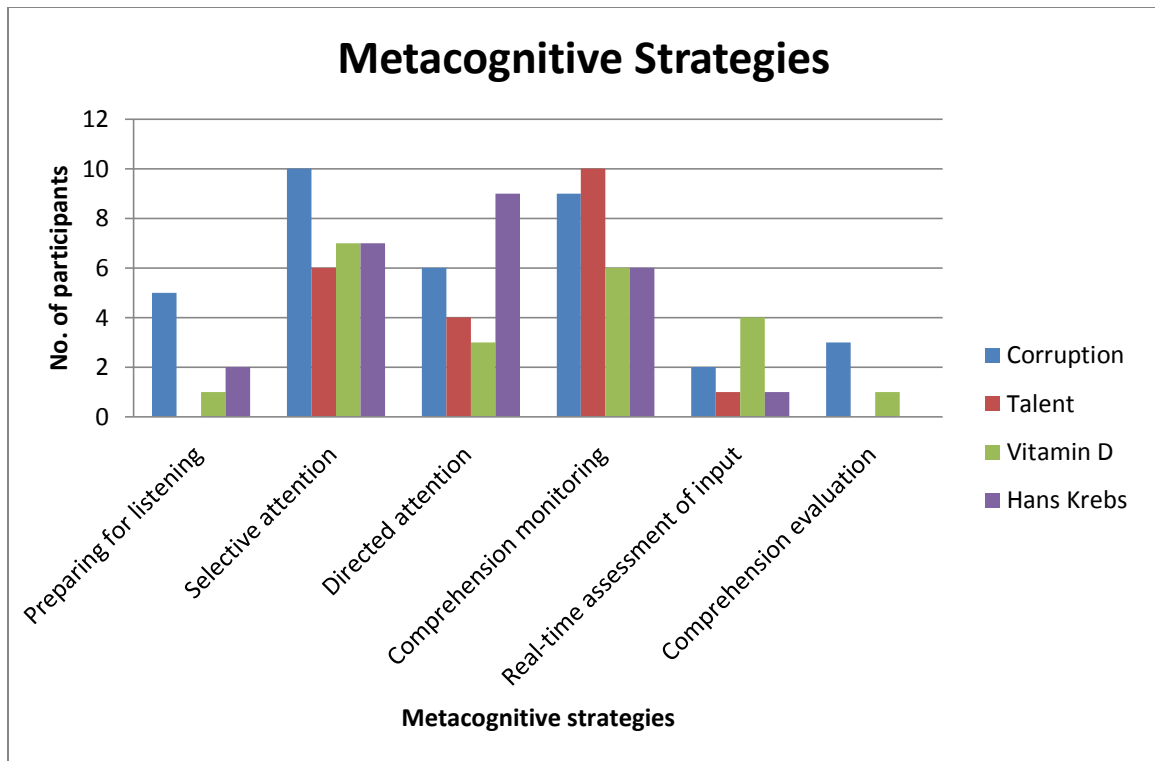 Metacognitive Strategies
No. of participants
12
10
8
6
4
2
0
Preparing for listening
Selective attention
Directed attention
Comprehension monitoring
Real-time assessment of input
Comprehension evaluation
Metacognitive strategies
Corruption
Talent
Vitamin D
Hans Krebs